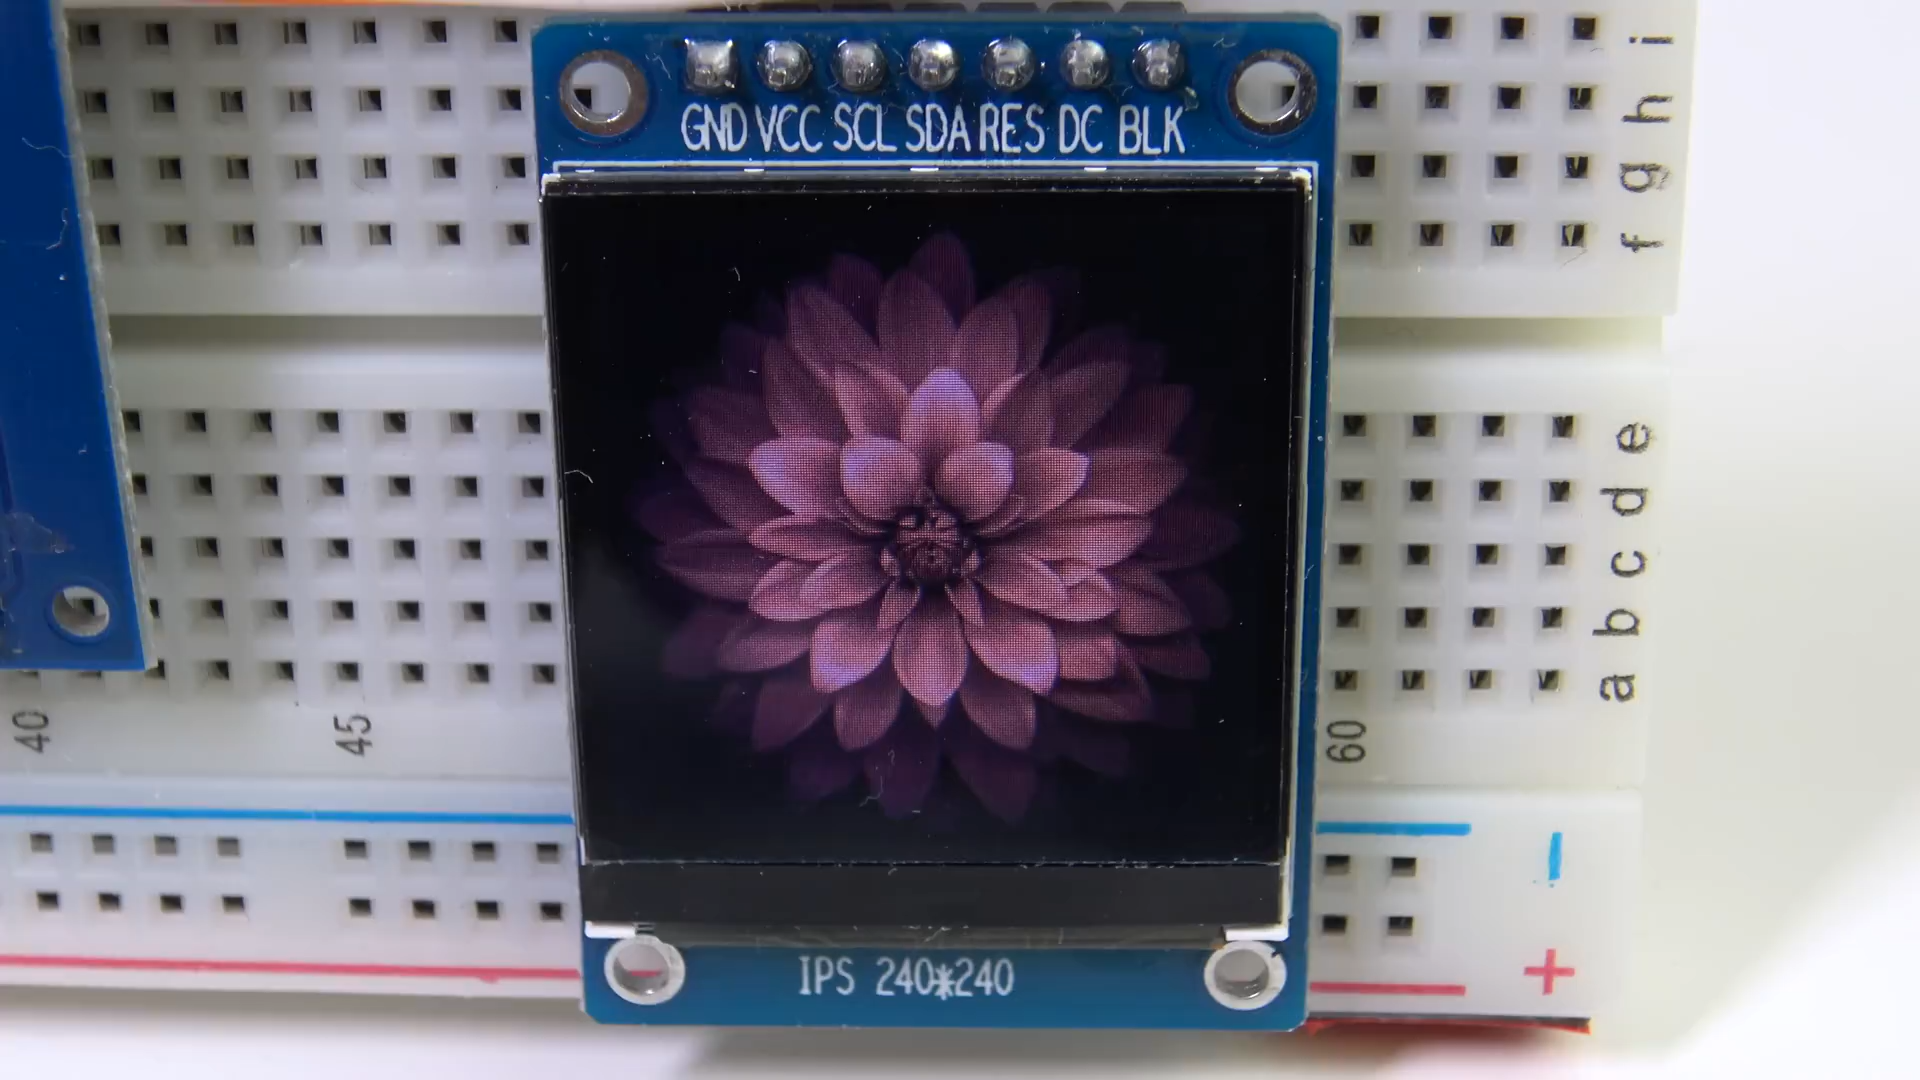 GND VCC SCL SDA RES DC BLK
i
h
g
f
e
d
c
b
a
40
45
60
-
+
IPS 240*240